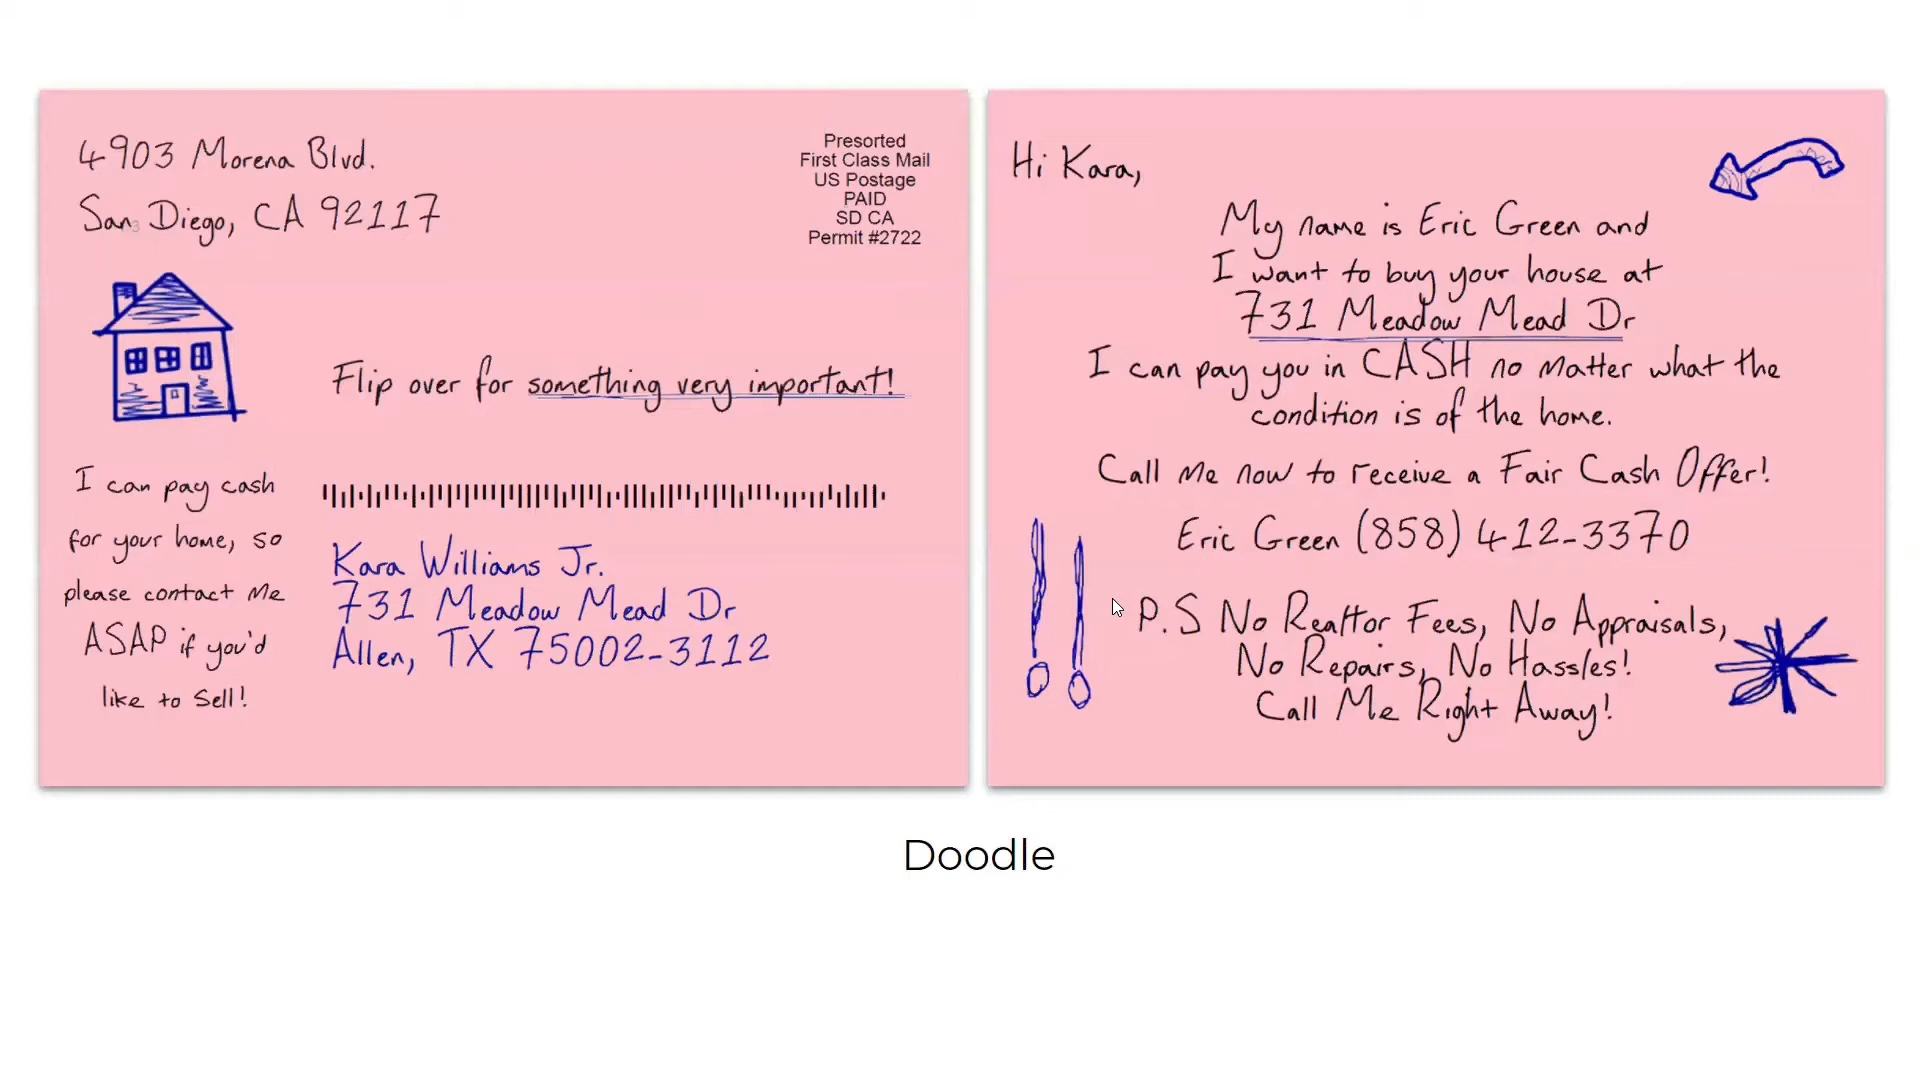 4903 Morena Blvd.
San Diego, CA 92117
Presorted
First Class Mail
US Postage
PAID
SD CA
Permit #2722
Flip over for something very important!
I can pay cash
for your home, so
please contact me
ASAP if you'd
like to sell!
Kara Williams Jr.
731 Meadow Mead Dr
Allen, TX 75002-3112
Hi Kara,
My name is Eric Green and
I want to buy your house at
731 Meadow Mead Dr
I can pay you in CASH no matter what the
condition is of the home.
Call me now to receive a Fair Cash Offer!
Eric Green (858) 412-3370
P.S No Realtor Fees, No Appraisals,
No Repairs, No Hassles!
Call Me Right Away!
Doodle